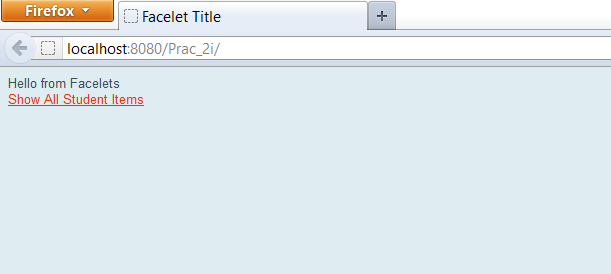 Firefox
Facelet Title
localhost:8080/Prac_2i/
Hello from Facelets
Show All Student Items